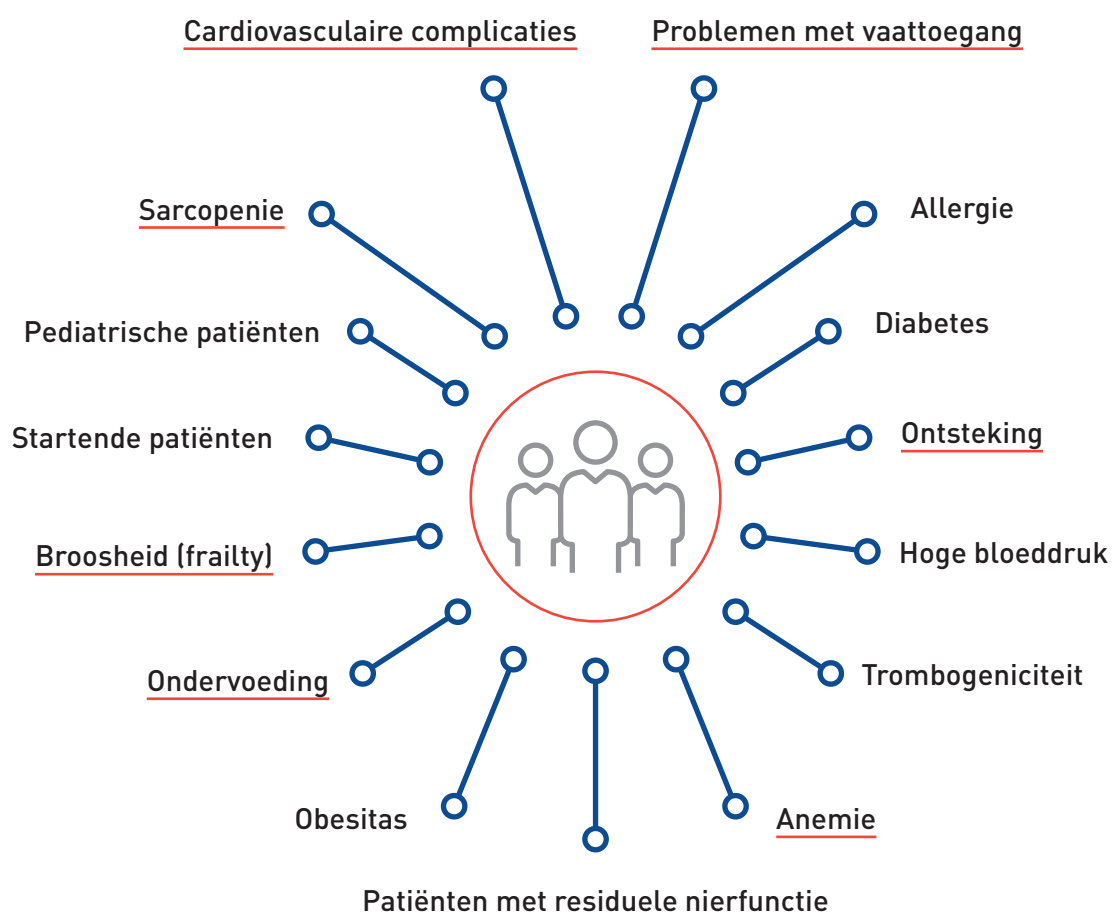 Cardiovasculaire complicaties
Problemen met vaattoegang
Sarcopenie
Allergie
Pediatrische patiënten
Diabetes
Startende patiënten
Ontsteking
Broosheid (frailty)
Hoge bloeddruk
Ondervoeding
Trombogeniciteit
Obesitas
Anemie
Patiënten met residuele nierfunctie